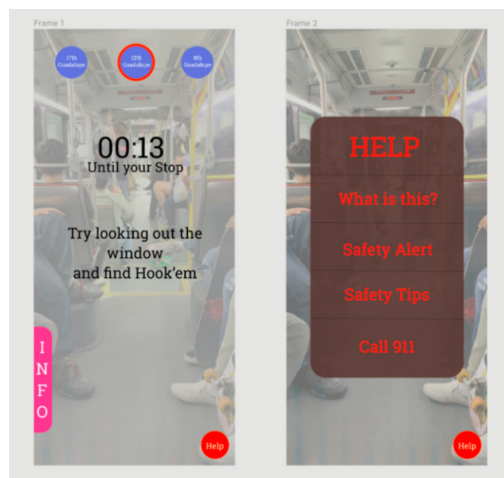 Frame 1
17th
Guadalupe
12th
Guadalupe
8th
Guadalupe
00:13
Until your Stop
Try looking out the
window
and find Hook'em
I
N
F
O
Help
Frame 2
HELP
What is this?
Safety Alert
Safety Tips
Call 911
Help